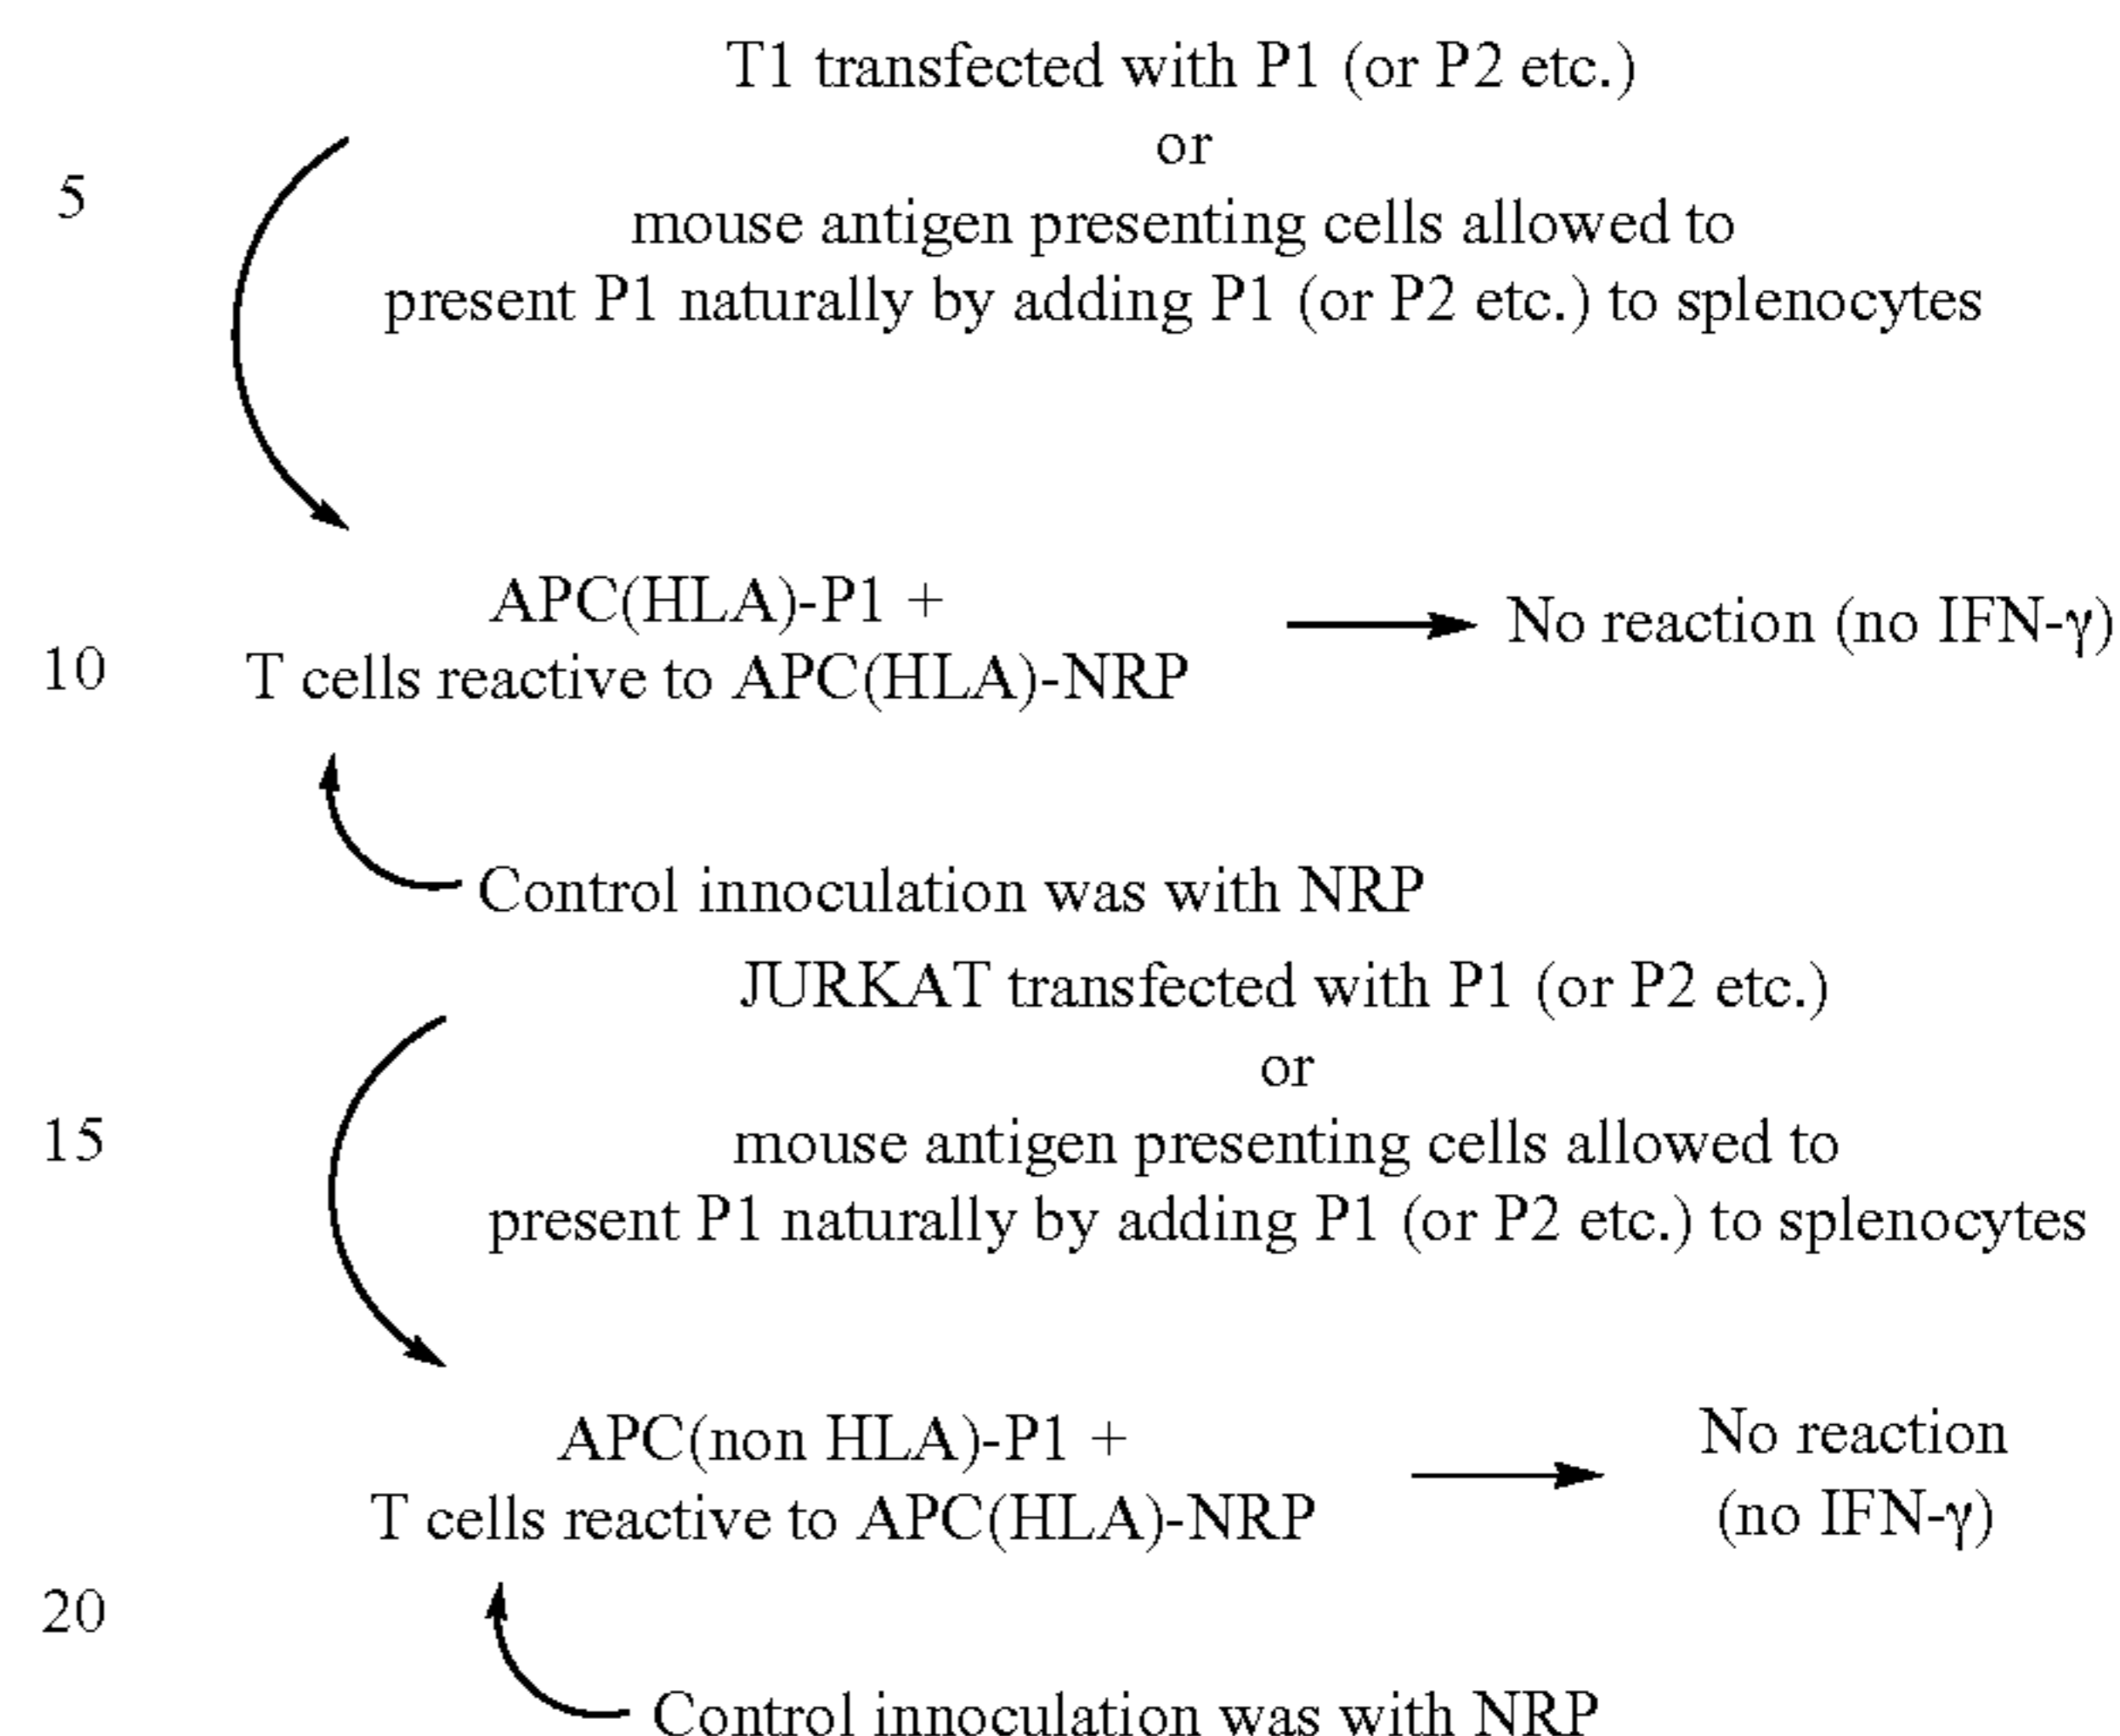 T1 transfected with P1 (or P2 etc.)
or
5
mouse antigen presenting cells allowed to
present P1 naturally by adding P1 (or P2 etc.) to splenocytes
APC(HLA)-P1 +
No reaction (no IFN-γ)
10
T cells reactive to APC(HLA)-NRP
Control innoculation was with NRP
JURKAT transfected with P1 (or P2 etc.)
or
15
mouse antigen presenting cells allowed to
present P1 naturally by adding P1 (or P2 etc.) to splenocytes
APC(non HLA)-P1 +
No reaction
T cells reactive to APC(HLA)-NRP
(no IFN-γ)
20
Control innoculation was with NRP